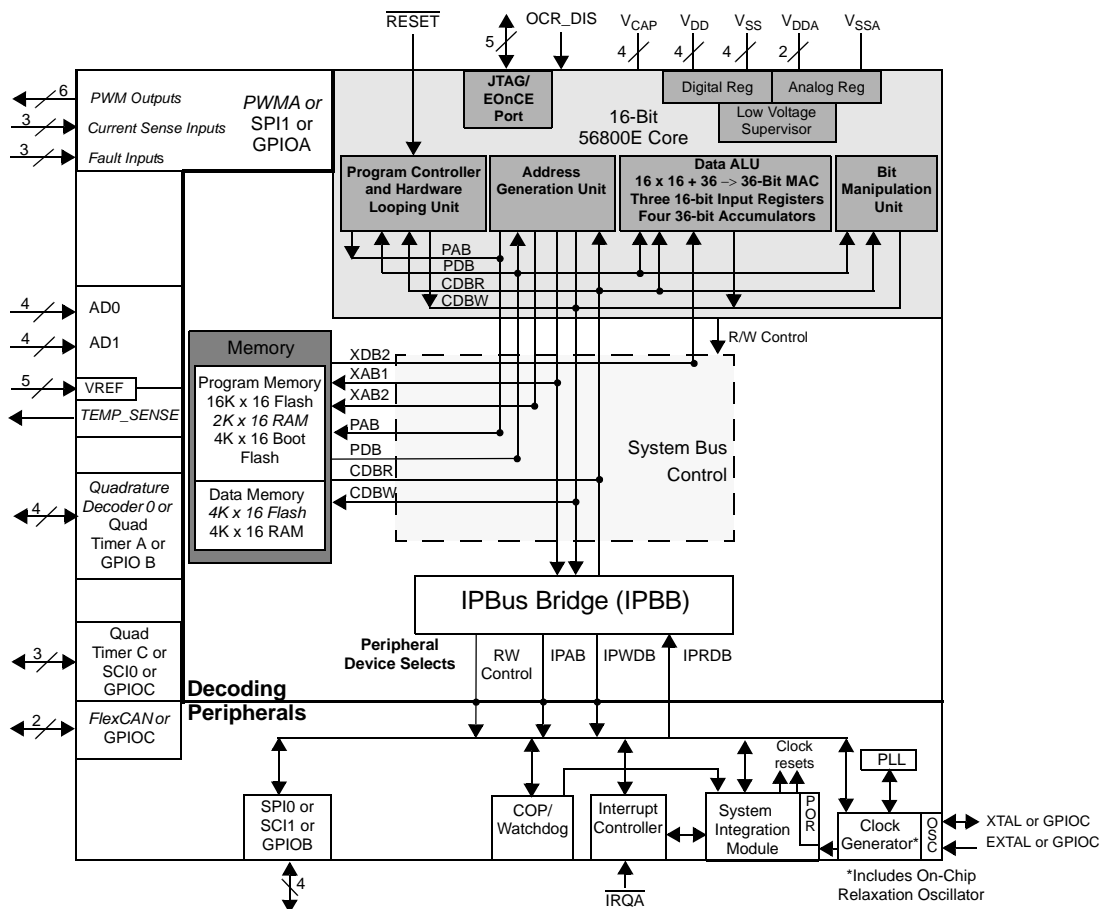 RESET
5
OCR_DIS
VCAP
4
VDD
4
VSS
4
VDDA
2
VSSA
6
PWM Outputs
3
Current Sense Inputs
3
Fault Inputs
PWMA or
SPI1 or
GPIOA
JTAG/
EOnCE
Port
Digital Reg
Analog Reg
Low Voltage
Supervisor
16-Bit
56800E Core
Program Controller
and Hardware
Looping Unit
Address
Generation Unit
Data ALU
16 x 16 + 36 -> 36-Bit MAC
Three 16-bit Input Registers
Four 36-bit Accumulators
Bit
Manipulation
Unit
PAB
PDB
CDBR
CDBW
4
AD0
4
AD1
5
VREF
TEMP_SENSE
R/W Control
Memory
Program Memory
16K x 16 Flash
2K x 16 RAM
4K x 16 Boot
Flash
Data Memory
4K x 16 Flash
4K x 16 RAM
XDB2
XAB1
XAB2
PAB
PDB
CDBR
CDBW
System Bus
Control
4
Quadrature
Decoder 0 or
Quad
Timer A or
GPIO B
IPBus Bridge (IPBB)
3
Quad
Timer C or
SCI0 or
GPIOC
Peripheral
Device Selects
RW
Control
IPAB
IPWDB
IPRDB
Decoding
Peripherals
2
FlexCAN or
GPIOC
Clock
resets
PLL
SPI0 or
SCI1 or
GPIOB
COP/
Watchdog
Interrupt
Controller
System
Integration
Module
POR
Clock
Generator*
OSC
XTAL or GPIOC
EXTAL or GPIOC
4
IRQA
*Includes On-Chip
Relaxation Oscillator